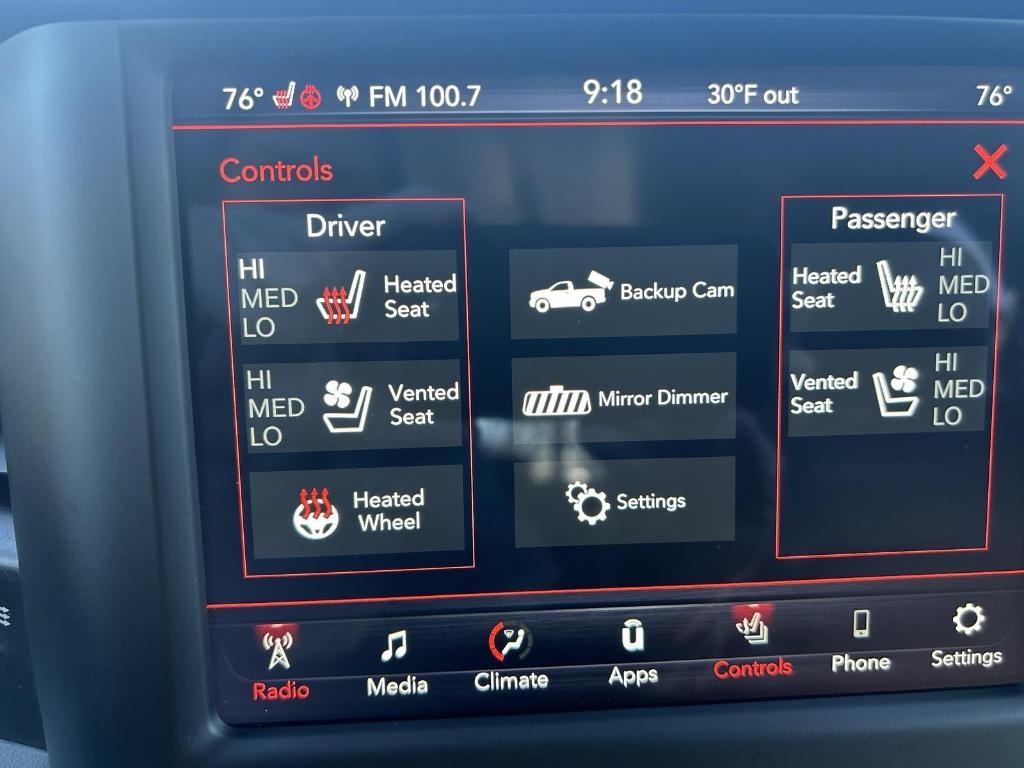 76° FM 100.7 9:18 30°F out 76°
Controls
Driver
HI
MED
LO
Heated
Seat
HI
MED
LO
Vented
Seat
Heated
Wheel
Backup Cam
Mirror Dimmer
Settings
Passenger
Heated
Seat
HI
MED
LO
Vented
Seat
HI
MED
LO
Radio Media Climate Apps Controls Phone Settings